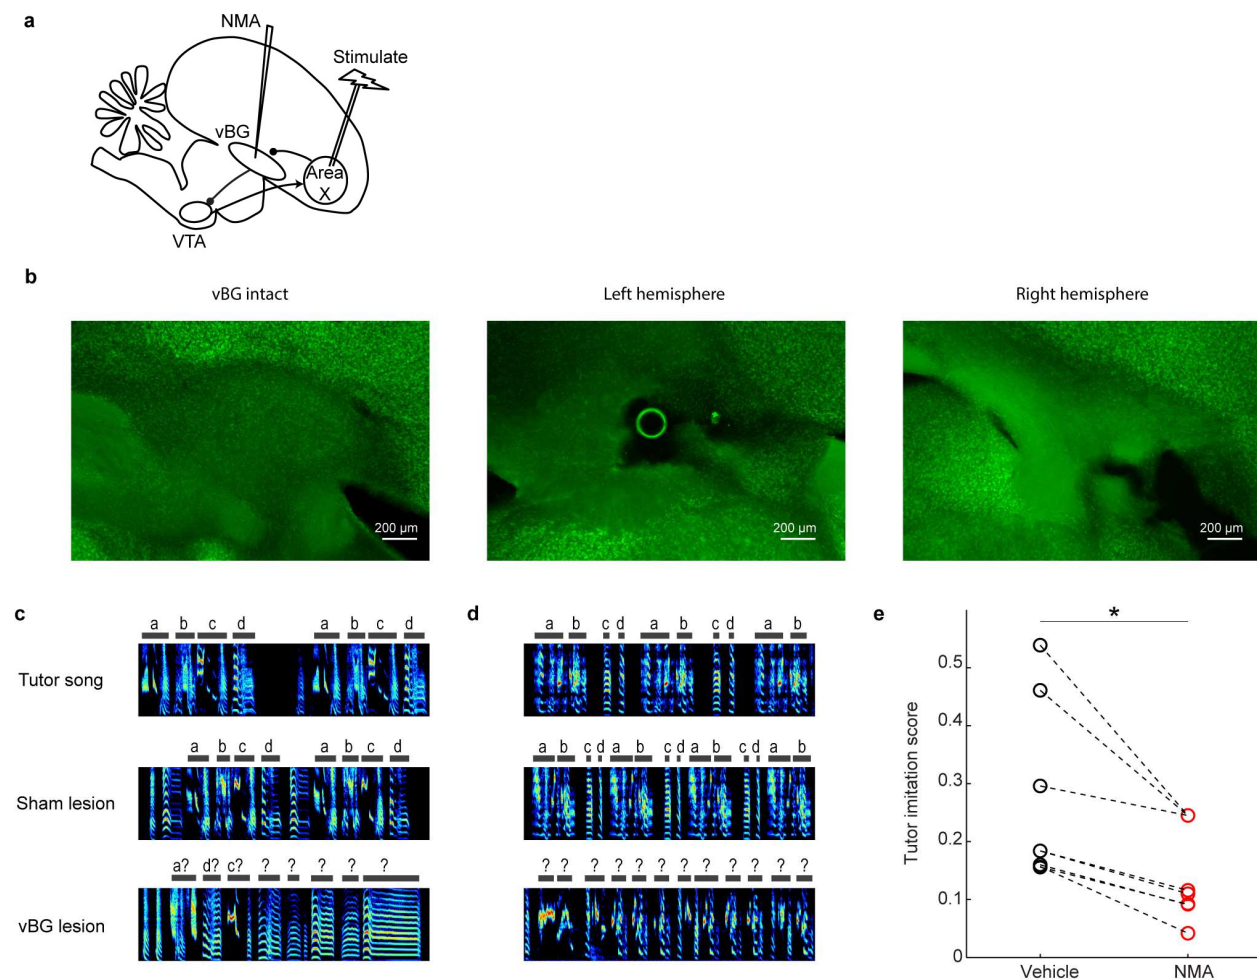 a
NMA
Stimulate
vBG
Area
X
VTA
b
vBG intact
Left hemisphere
Right hemisphere
200 µm
200 µm
200 µm
c
a b c d a b c d
Tutor song
a b c d a b c d
Sham lesion
a? d? c? ? ? ? ? ?
vBG lesion
d
a b c d a b c d a b
a b c d a b c d a b c d a b
? ? ? ? ? ? ? ? ? ? ? ?
e
*
Tutor imitation score
0.5
0.4
0.3
0.2
0.1
0
Vehicle NMA